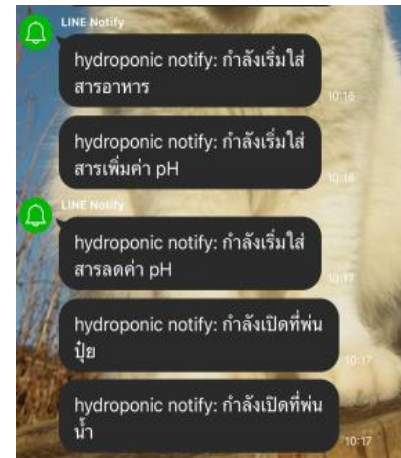 LINE Notify
hydroponic notify: กำลังเริ่มใส่
สารอาหาร
10:16
hydroponic notify: กำลังเริ่มใส่
สารเพิ่มค่า pH
10:16
LINE Notify
hydroponic notify: กำลังเริ่มใส่
สารลดค่า pH
10:17
hydroponic notify: กำลังเปิดที่พ่น
ปุ๋ย
10:17
hydroponic notify: กำลังเปิดที่พ่น
น้ำ
10:17